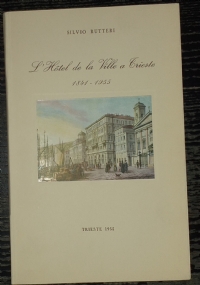 SILVIO RUTTERI
L'Hôtel de la Ville a Trieste
1841 - 1955
TRIESTE 1955